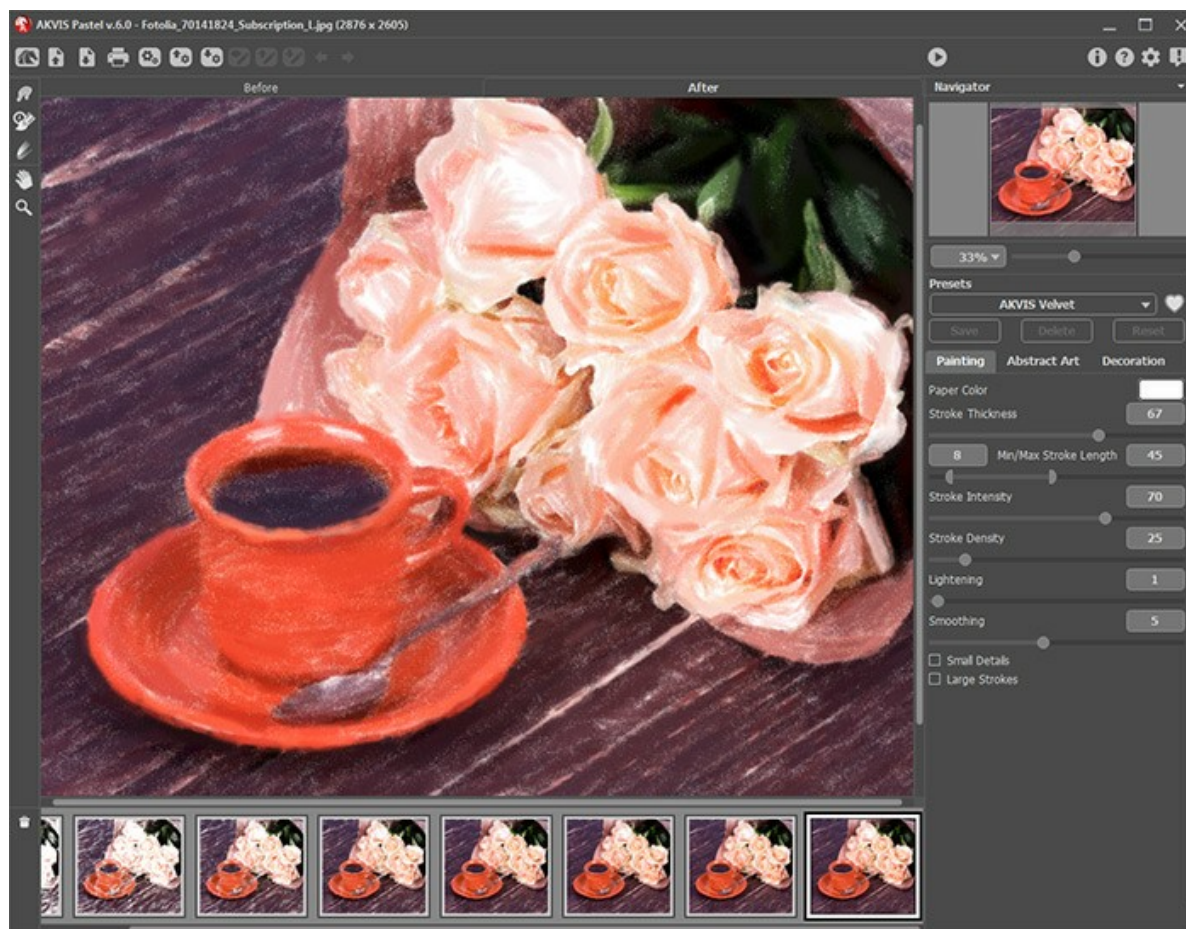 AKVIS Pastel v.6.0 - Fotolia_70141824_Subscription_L.jpg (2876 x 2605)
Before
After
Navigator
33%
Presets
AKVIS Velvet
Save
Delete
Reset
Painting
Abstract Art
Decoration
Paper Color
Stroke Thickness
67
8
Min/Max Stroke Length
45
Stroke Intensity
70
Stroke Density
25
Lightening
1
Smoothing
5
Small Details
Large Strokes